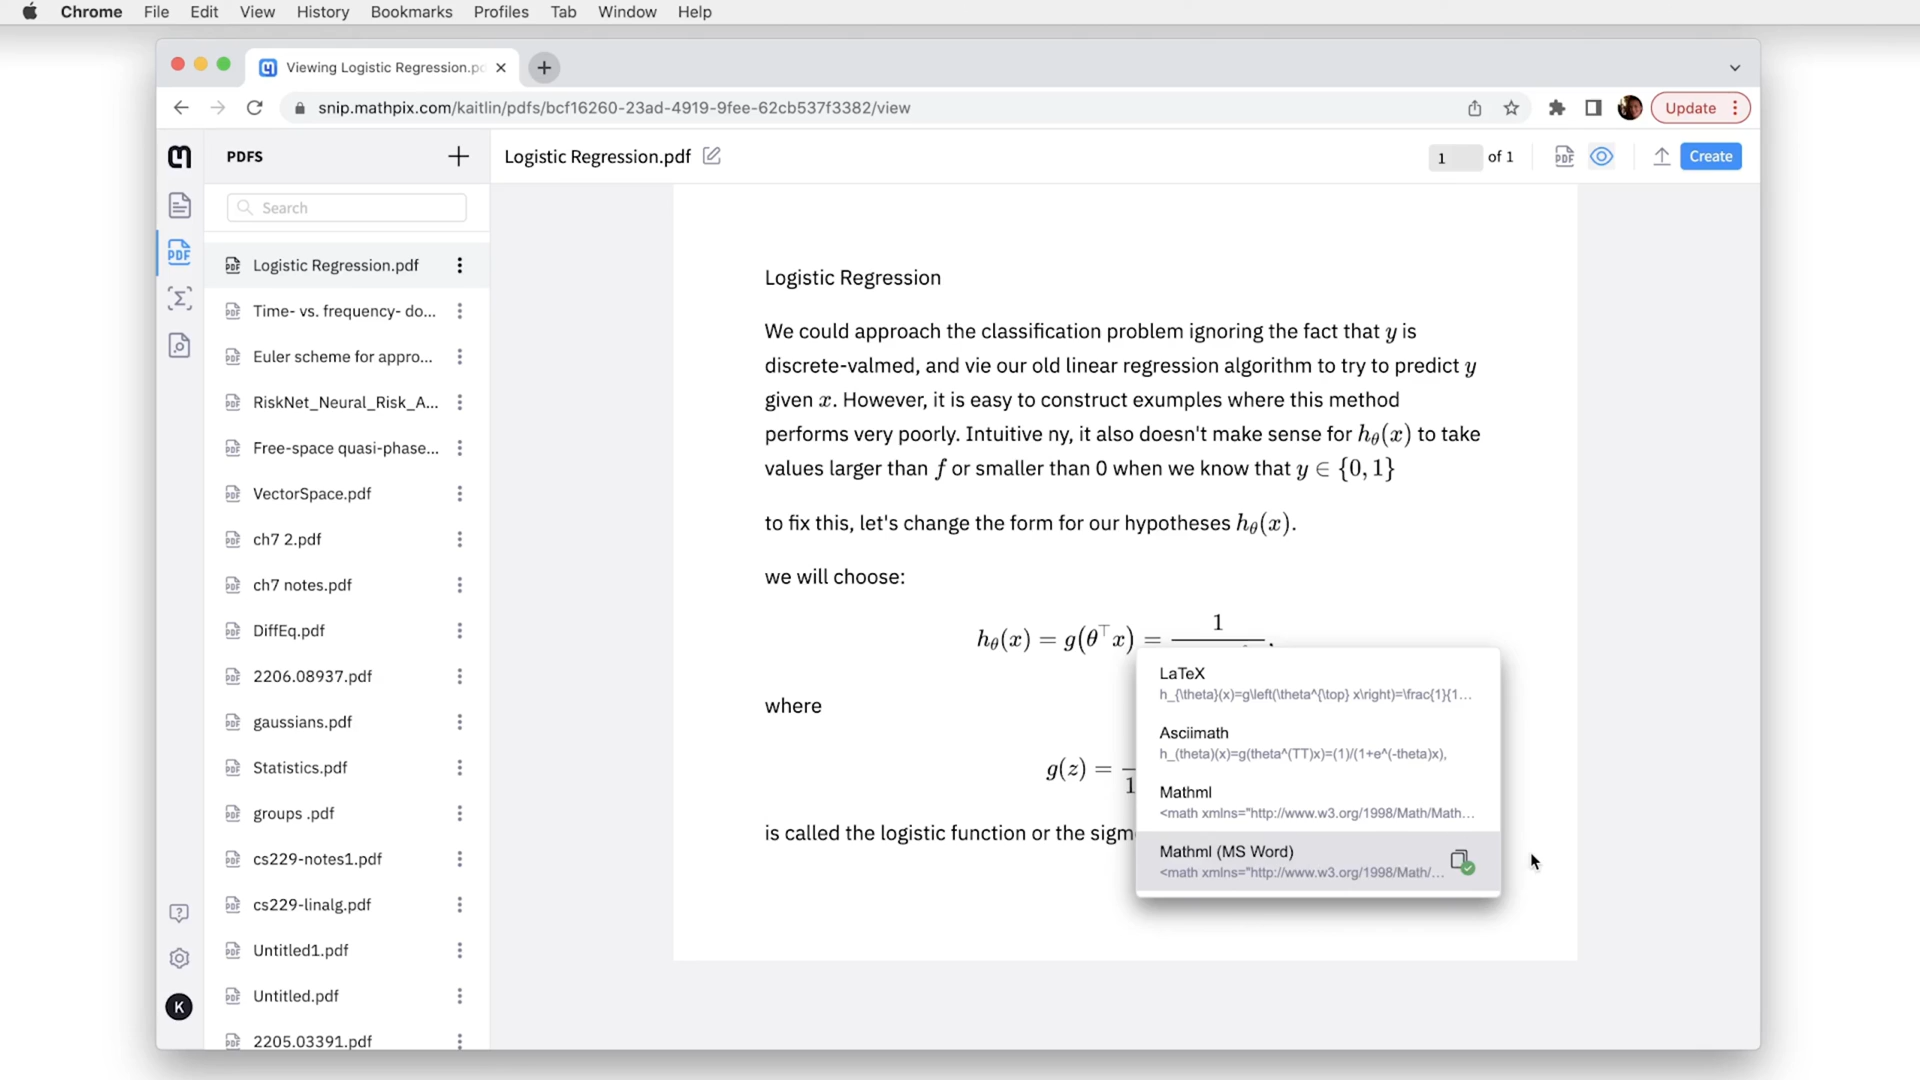 Chrome File Edit View History Bookmarks Profiles Tab Window Help
Viewing Logistic Regression.pd
snip.mathpix.com/kaitlin/pdfs/bcf16260-23ad-4919-9fee-62cb537f3382/view
Update
PDFS
Logistic Regression.pdf
1 of 1
PDF
Create
Search
PDF
Logistic Regression.pdf
Time- vs. frequency- do...
Euler scheme for appro...
RiskNet_Neural_Risk_A...
Free-space quasi-phase...
VectorSpace.pdf
ch7 2.pdf
ch7 notes.pdf
DiffEq.pdf
2206.08937.pdf
gaussians.pdf
Statistics.pdf
groups .pdf
cs229-notes1.pdf
cs229-linalg.pdf
Untitled1.pdf
Untitled.pdf
2205.03391.pdf
K
Logistic Regression
We could approach the classification problem ignoring the fact that y is
discrete-valmed, and vie our old linear regression algorithm to try to predict y
given x. However, it is easy to construct exumples where this method
performs very poorly. Intuitive ny, it also doesn't make sense for hθ(x) to take
values larger than f or smaller than 0 when we know that y ∈ {0, 1}
to fix this, let's change the form for our hypotheses hθ(x).
we will choose:
hθ(x) = g(θ⊤x) = 1
where
g(z) = 1
is called the logistic function or the sigm
LaTeX
h_{\theta}(x)=g\left(\theta^{\top} x\right)=\frac{1}{1...
Asciimath
h_(theta)(x)=g(theta^(TT)x)=(1)/(1+e^(-theta)x),
Mathml
<math xmlns="http://www.w3.org/1998/Math/Math...
Mathml (MS Word)
<math xmlns="http://www.w3.org/1998/Math/...